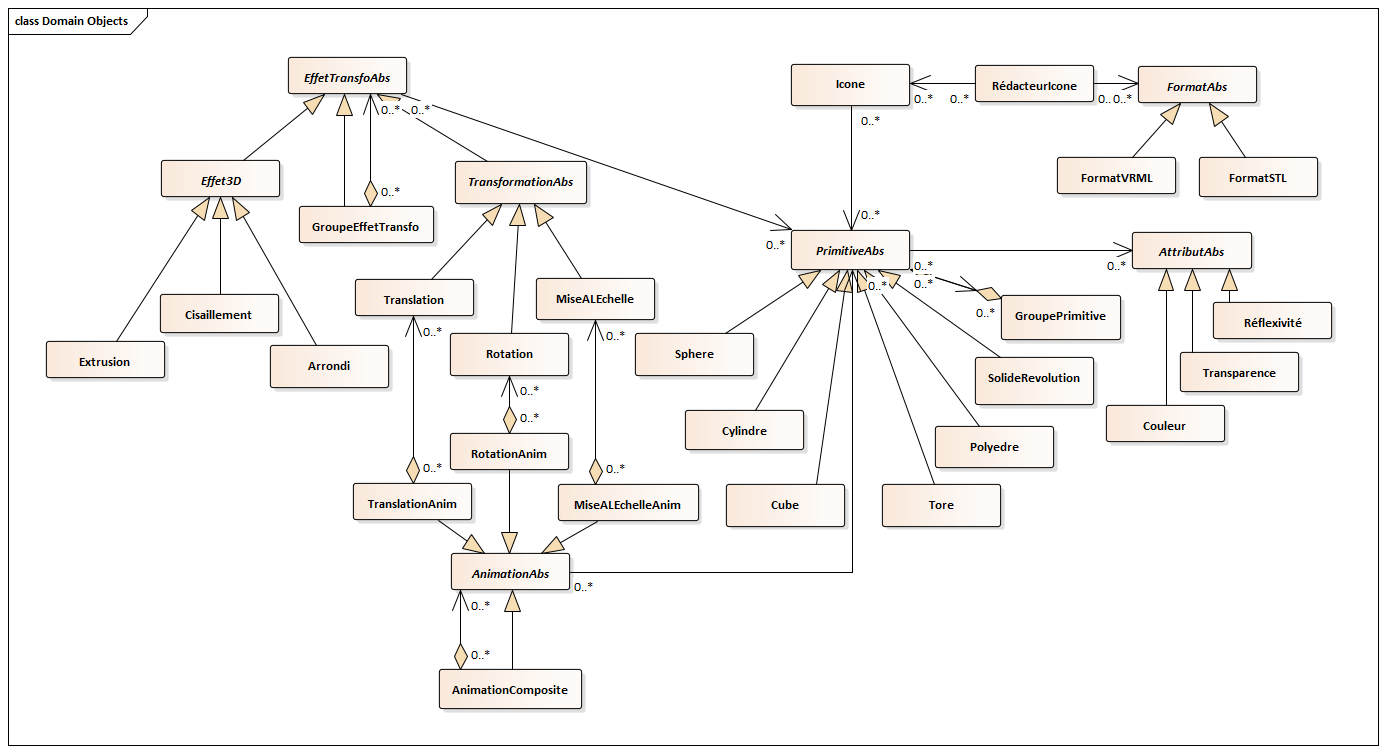 class Domain Objects
EffetTransfoAbs
Icone
RédacteurIcone
FormatAbs
0..*
0..*
0..*
0..*
0..
0..*
0..*
FormatVRML
FormatSTL
Effet3D
TransformationAbs
0..*
GroupeEffetTransfo
0..*
0..*
PrimitiveAbs
AttributAbs
0..*
0..*
0..*
0..*
0..*
Translation
MiseALEchelle
GroupePrimitive
Cisaillement
Réflexivité
0..*
0..*
0..*
Extrusion
Arrondi
Rotation
Sphere
SolideRevolution
Transparence
0..*
0..*
Cylindre
Couleur
RotationAnim
Polyedre
0..*
0..*
TranslationAnim
MiseALEchelleAnim
Cube
Tore
AnimationAbs
0..*
0..*
0..*
AnimationComposite